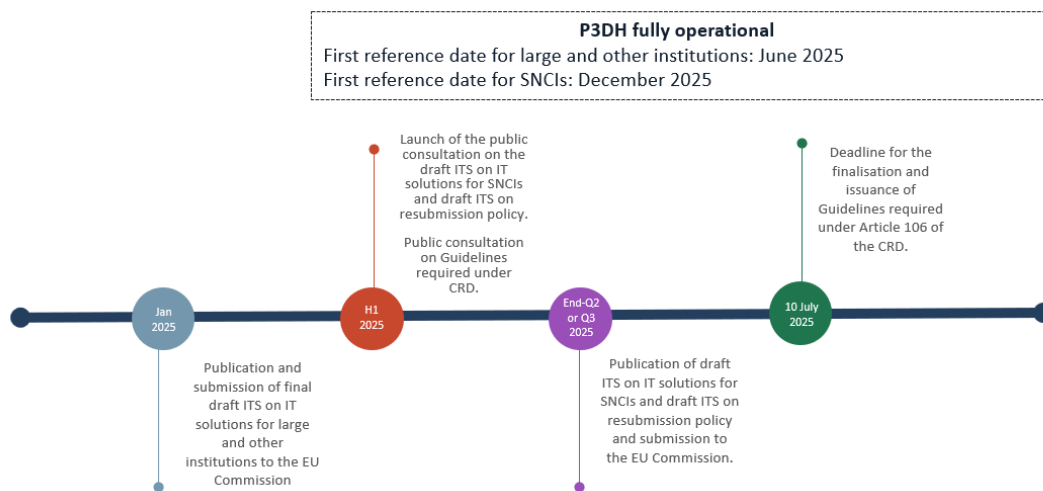 P3DH fully operational
First reference date for large and other institutions: June 2025
First reference date for SNCIs: December 2025
Launch of the public
consultation on the
draft ITS on IT
solutions for SNCIs
and draft ITS on
resubmission policy.
Public consultation
on Guidelines
required under
CRD.
Deadline for the
finalisation and
issuance of
Guidelines required
under Article 106 of
the CRD.
Jan
2025
H1
2025
End-Q2
or Q3
2025
10 July
2025
Publication and
submission of final
draft ITS on IT
solutions for large
and other
institutions to the EU
Commission
Publication of draft
ITS on IT solutions for
SNCIs and draft ITS on
resubmission policy
and submission to
the EU Commission.